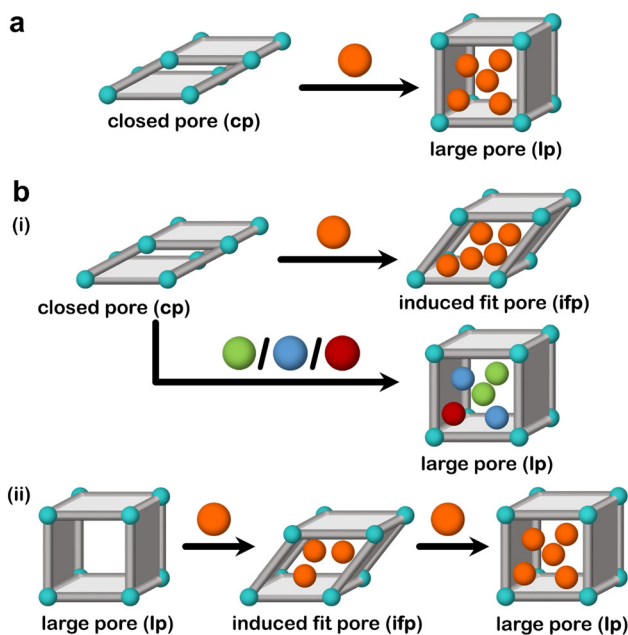 a
closed pore (cp)
large pore (lp)
b
(i)
closed pore (cp)
induced fit pore (ifp)
/ /
large pore (lp)
(ii)
large pore (lp) induced fit pore (ifp) large pore (lp)